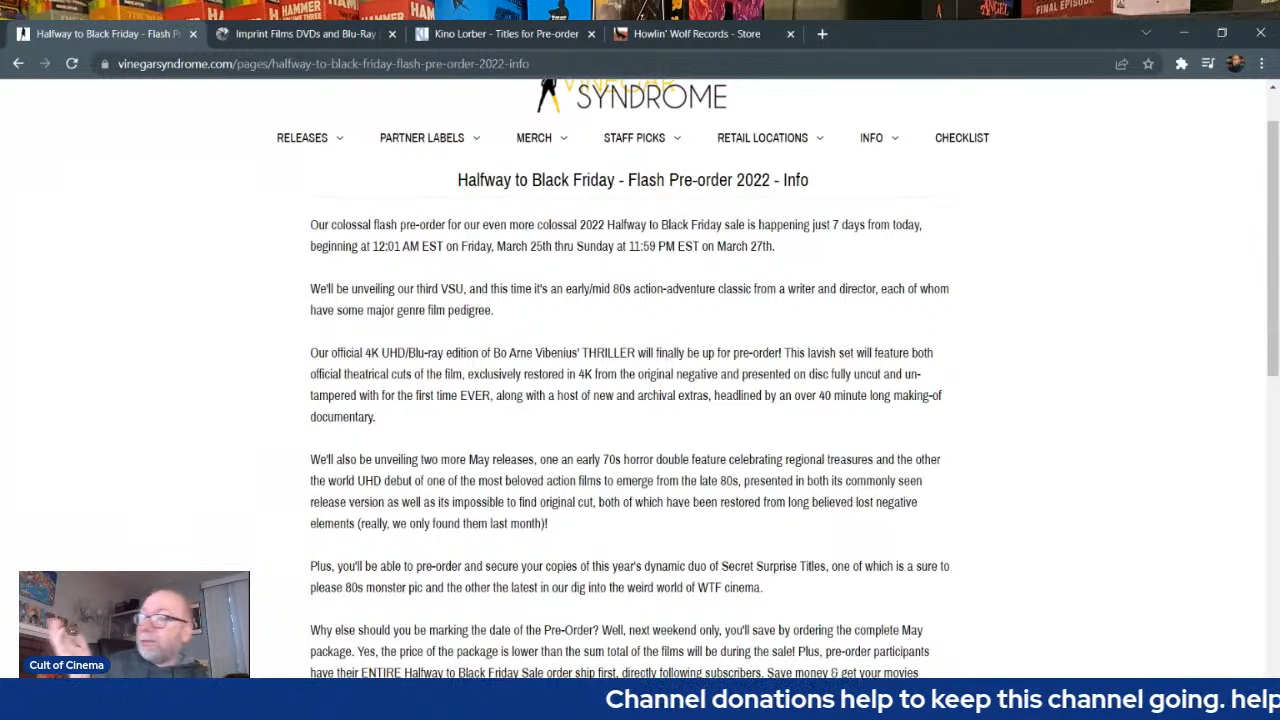 HAMMER
HAMMER
HAMMER
ANGEL
FINAL EPISODE
Halfway to Black Friday - Flash P
Imprint Films DVDs and Blu-Ray
Kino Lorber - Titles for Pre-order
Howlin' Wolf Records - Store
vinegarsyndrome.com/pages/halfway-to-black-friday-flash-pre-order-2022-info
VINEGAR
SYNDROME
RELEASES PARTNER LABELS MERCH STAFF PICKS RETAIL LOCATIONS INFO CHECKLIST
Halfway to Black Friday - Flash Pre-order 2022 - Info
Our colossal flash pre-order for our even more colossal 2022 Halfway to Black Friday sale is happening just 7 days from today,
beginning at 12:01 AM EST on Friday, March 25th thru Sunday at 11:59 PM EST on March 27th.
We'll be unveiling our third VSU, and this time it's an early/mid 80s action-adventure classic from a writer and director, each of whom
have some major genre film pedigree.
Our official 4K UHD/Blu-ray edition of Bo Arne Vibenius' THRILLER will finally be up for pre-order! This lavish set will feature both
official theatrical cuts of the film, exclusively restored in 4K from the original negative and presented on disc fully uncut and un-
tampered with for the first time EVER, along with a host of new and archival extras, headlined by an over 40 minute long making-of
documentary.
We'll also be unveiling two more May releases, one an early 70s horror double feature celebrating regional treasures and the other
the world UHD debut of one of the most beloved action films to emerge from the late 80s, presented in both its commonly seen
release version as well as its impossible to find original cut, both of which have been restored from long believed lost negative
elements (really, we only found them last month)!
Plus, you'll be able to pre-order and secure your copies of this year's dynamic duo of Secret Surprise Titles, one of which is a sure to
please 80s monster pic and the other the latest in our dig into the weird world of WTF cinema.
Why else should you be marking the date of the Pre-Order? Well, next weekend only, you'll save by ordering the complete May
package. Yes, the price of the package is lower than the sum total of the films will be during the sale! Plus, pre-order participants
have their ENTIRE Halfway to Black Friday Sale order ship first, directly following subscribers. Save money & get your movies
Cult of Cinema
Channel donations help to keep this channel going. help